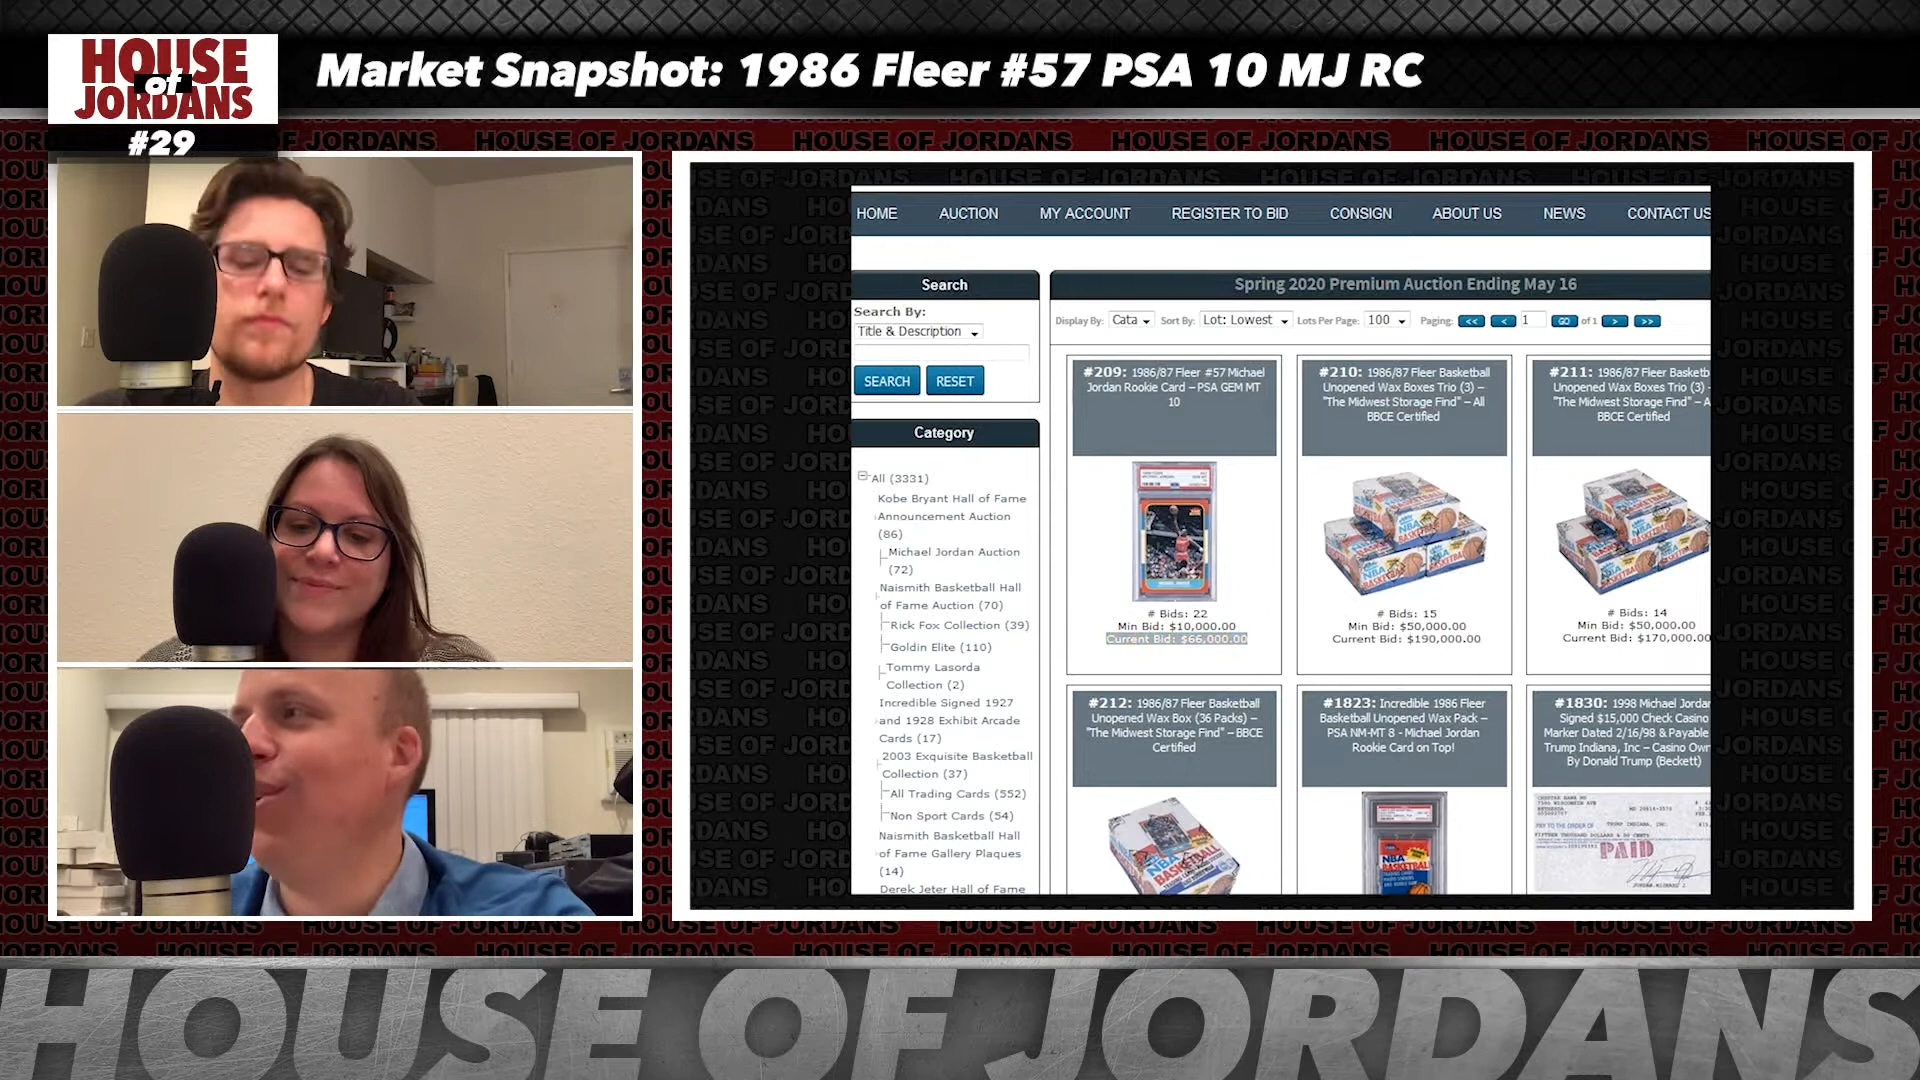 HOUSE
of
JORDANS
#29
Market Snapshot: 1986 Fleer #57 PSA 10 MJ RC
HOME AUCTION MY ACCOUNT REGISTER TO BID CONSIGN ABOUT US NEWS CONTACT US
Search
Search By:
Title & Description
SEARCH RESET
Category
All (3331)
Kobe Bryant Hall of Fame
Announcement Auction
(86)
Michael Jordan Auction
(72)
Naismith Basketball Hall
of Fame Auction (70)
Rick Fox Collection (39)
Goldin Elite (110)
Tommy Lasorda
Collection (2)
Incredible Signed 1927
and 1928 Exhibit Arcade
Cards (17)
2003 Exquisite Basketball
Collection (37)
All Trading Cards (552)
Non Sport Cards (54)
Naismith Basketball Hall
of Fame Gallery Plaques
(14)
Derek Jeter Hall of Fame
Spring 2020 Premium Auction Ending May 16
Display By: Cata Sort By: Lot: Lowest Lots Per Page: 100 Paging: << < 1 GO of 1 > >>
#209: 1986/87 Fleer #57 Michael
Jordan Rookie Card – PSA GEM MT
10
# Bids: 22
Min Bid: $10,000.00
Current Bid: $66,000.00
#210: 1986/87 Fleer Basketball
Unopened Wax Boxes Trio (3) –
"The Midwest Storage Find" – All
BBCE Certified
# Bids: 15
Min Bid: $50,000.00
Current Bid: $190,000.00
#211: 1986/87 Fleer Basketb
Unopened Wax Boxes Trio (3) -
"The Midwest Storage Find" – A
BBCE Certified
# Bids: 14
Min Bid: $50,000.00
Current Bid: $170,000.00
#212: 1986/87 Fleer Basketball
Unopened Wax Box (36 Packs) –
"The Midwest Storage Find" – BBCE
Certified
#1823: Incredible 1986 Fleer
Basketball Unopened Wax Pack –
PSA NM-MT 8 - Michael Jordan
Rookie Card on Top!
NBA
BASKETBALL
#1830: 1998 Michael Jordan
Signed $15,000 Check Casino
Marker Dated 2/16/98 & Payable
Trump Indiana, Inc – Casino Own
By Donald Trump (Beckett)
TRUMP INDIANA, INC.
PAID
HOUSE OF JORDANS